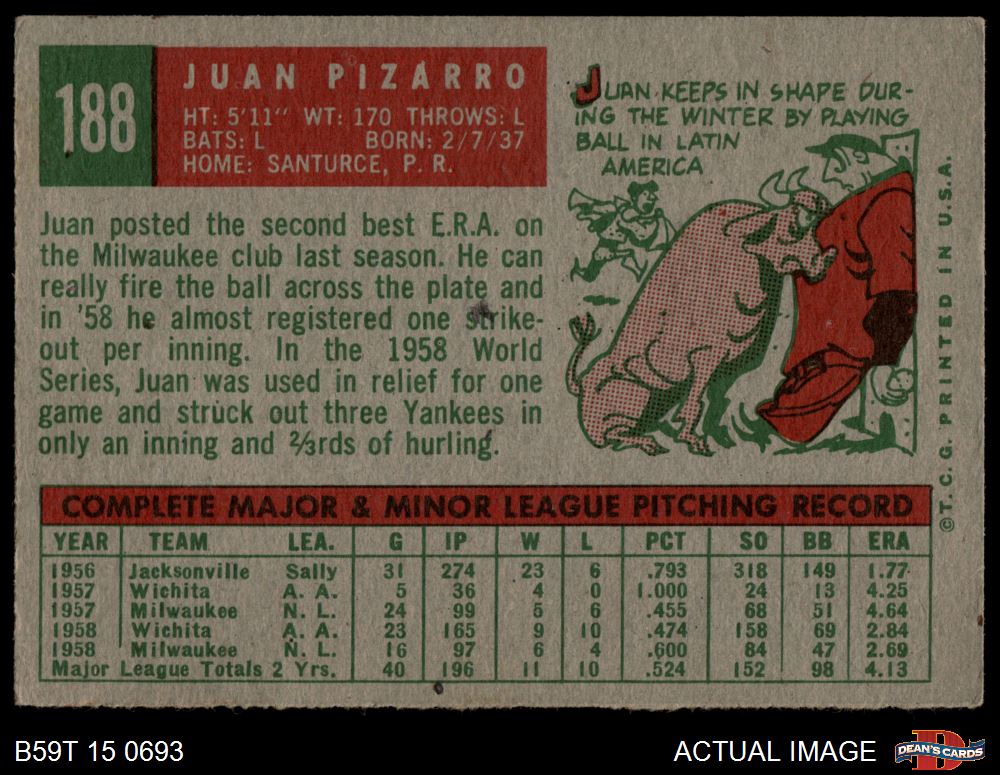 188
JUAN PIZARRO
HT: 5'11" WT: 170 THROWS: L
BATS: L BORN: 2/7/37
HOME: SANTURCE, P. R.
JUAN KEEPS IN SHAPE DUR-
ING THE WINTER BY PLAYING
BALL IN LATIN
AMERICA
Juan posted the second best E.R.A. on
the Milwaukee club last season. He can
really fire the ball across the plate and
in '58 he almost registered one strike-
out per inning. In the 1958 World
Series, Juan was used in relief for one
game and struck out three Yankees in
only an inning and 2/3rds of hurling.
©T. C. G. PRINTED IN U.S.A.
COMPLETE MAJOR & MINOR LEAGUE PITCHING RECORD
YEAR TEAM LEA. G IP W L PCT SO BB ERA
1956 Jacksonville Sally 31 274 23 6 .793 318 149 1.77
1957 Wichita A. A. 5 36 4 0 1.000 24 13 4.25
1957 Milwaukee N. L. 24 99 5 6 .455 68 51 4.64
1958 Wichita A. A. 23 165 9 10 .474 158 69 2.84
1958 Milwaukee N. L. 16 97 6 4 .600 84 47 2.69
Major League Totals 2 Yrs. 40 196 11 10 .524 152 98 4.13
B59T 15 0693 ACTUAL IMAGE DEAN'S CARDS